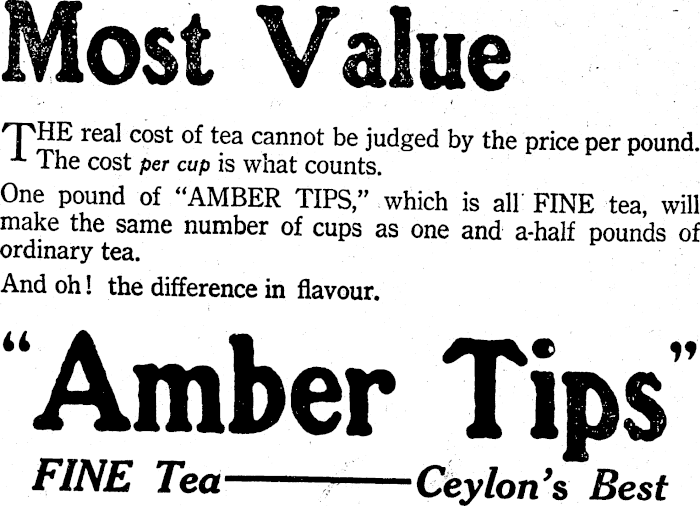 Most Value
THE real cost of tea cannot be judged by the price per pound.
The cost per cup is what counts.
One pound of “AMBER TIPS,” which is all FINE tea, will
make the same number of cups as one and a-half pounds of
ordinary tea.
And oh! the difference in flavour.
“Amber Tips”
FINE Tea———Ceylon's Best